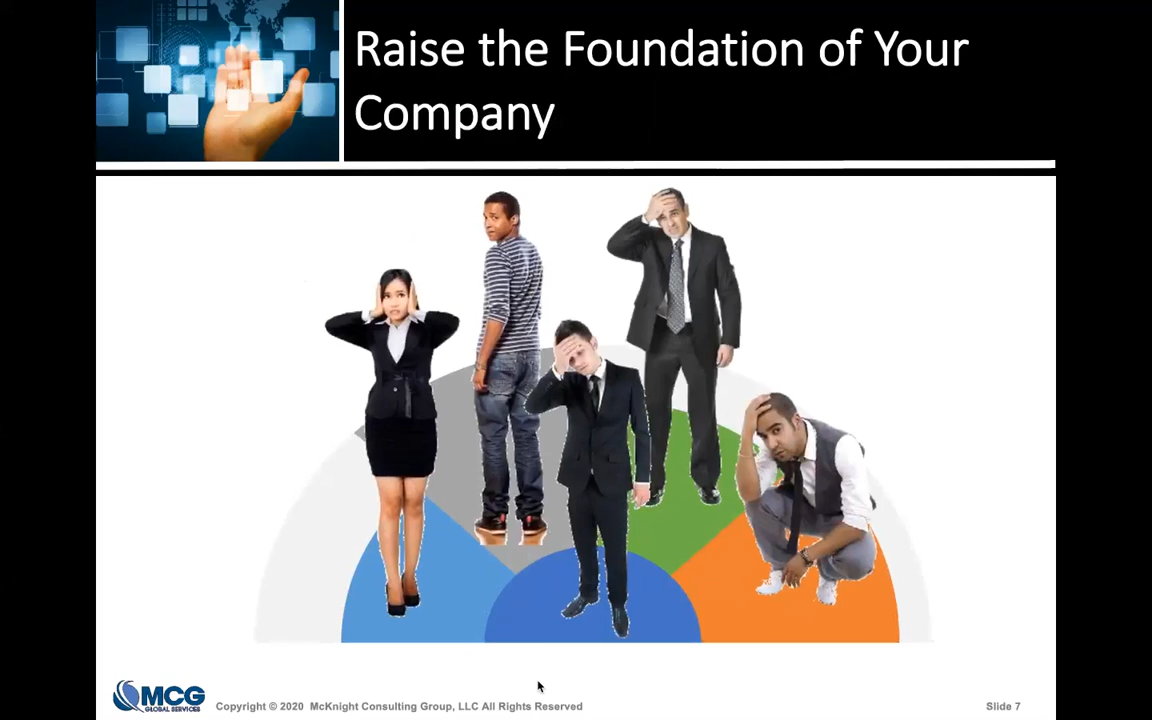 Raise the Foundation of Your
Company
MCG
GLOBAL SERVICES
Copyright © 2020 McKnight Consulting Group, LLC All Rights Reserved
Slide 7